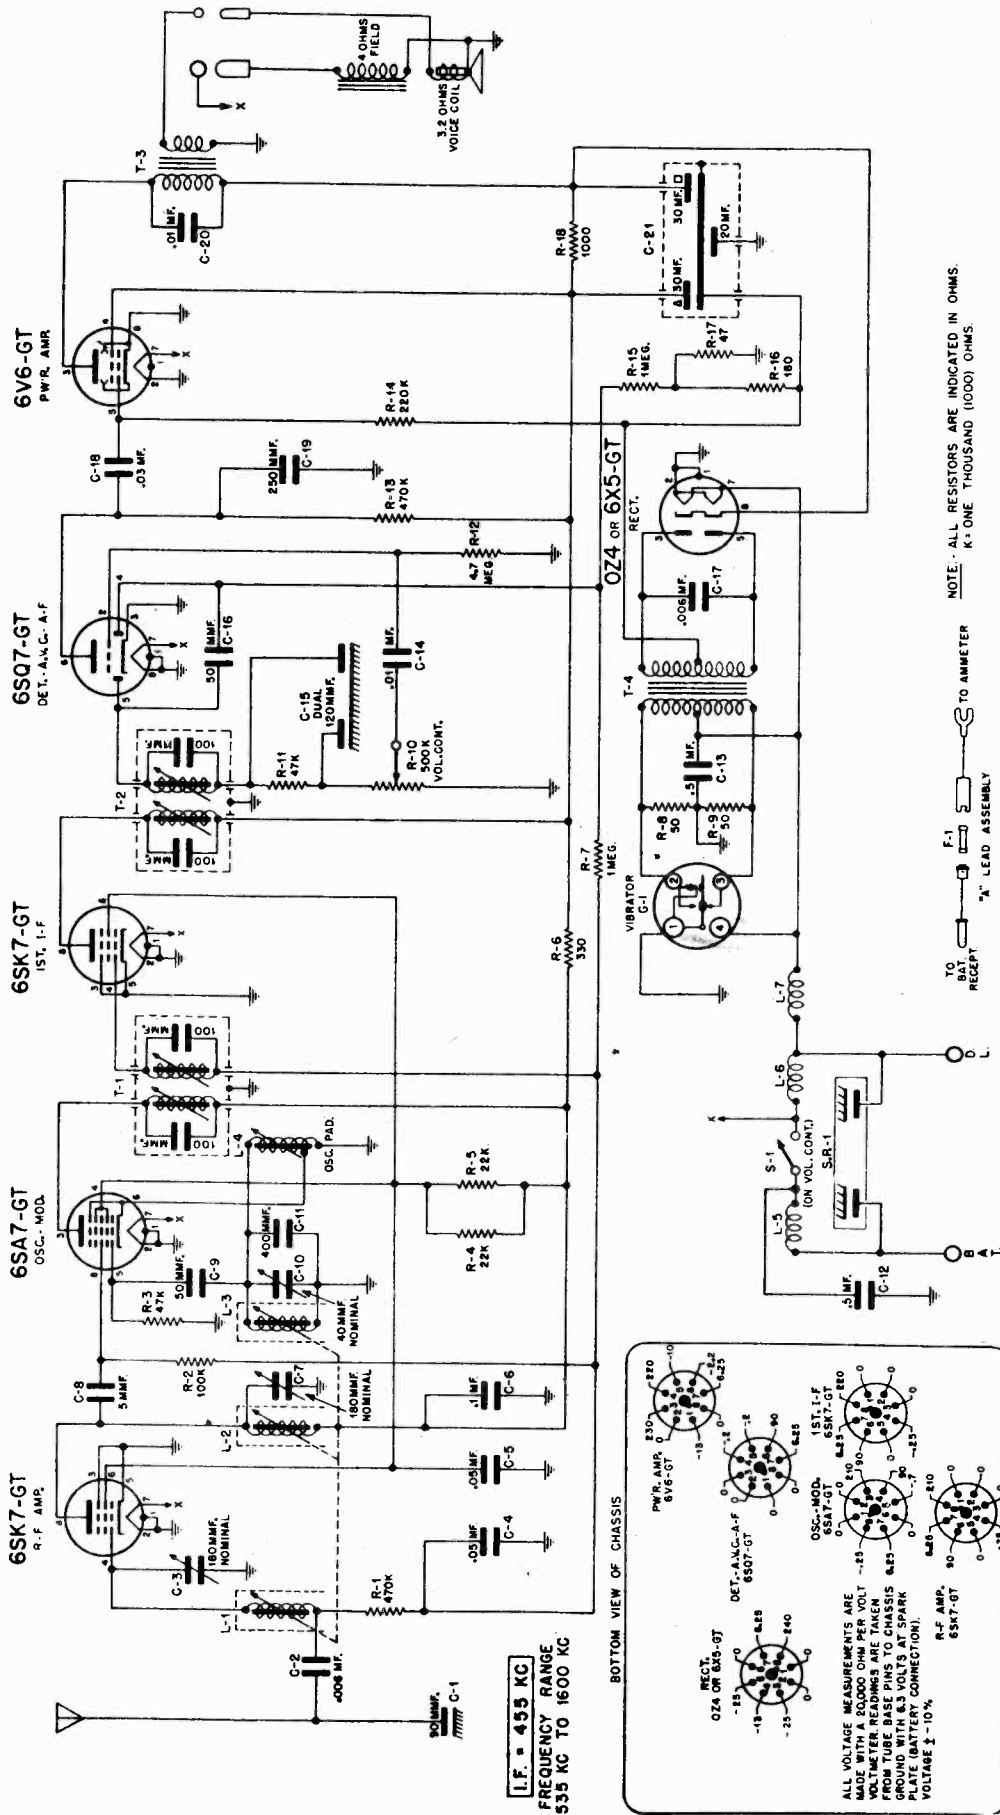 6SK7-GT
R-F AMP.
6SA7-GT
OSC.-MOD.
6SK7-GT
1ST. I-F
6SQ7-GT
DET.-A.V.C.-A-F
6V6-GT
PW'R. AMP.
C-1
90 MMF.
C-2
.006 MF.
L-1
C-3
180 MMF.
NOMINAL
R-1
470K
C-4
.05 MF.
C-5
.05 MF.
C-6
.1 MF.
L-2
C-7
180 MMF.
NOMINAL
C-8
5 MMF.
R-2
100K
R-3
47K
50 MMF.
C-9
L-3
C-10
40 MMF.
NOMINAL
400 MMF.
C-11
OSC. PAD.
R-4
22K
R-5
22K
T-1
MMF.
100
MMF.
100
R-6
330
R-7
1 MEG.
T-2
MMF.
100
MMF.
100
50 MMF.
C-16
R-11
47K
C-15
DUAL
120 MMF.
R-10
500K
VOL. CONT.
.01 MF.
C-14
R-12
4.7
MEG.
R-13
470K
250 MMF.
C-19
C-18
.03 MF.
R-14
220K
T-3
.01 MF.
C-20
X
4 OHMS
FIELD
3.2 OHMS
VOICE COIL
R-18
1000
C-21
30 MF.
30 MF.
20 MF.
R-15
1 MEG.
R-17
47
R-16
180
OZ4 OR 6X5-GT
RECT.
.006 MF.
C-17
T-4
.5 MF.
C-13
R-8
50
R-9
50
VIBRATOR
G-1
1
2
3
4
L-7
L-6
X
S-1
(ON VOL. CONT.)
L-5
S.R-1
.5 MF.
C-12
B
A
T.
D.
L.
I.F. = 455 KC
FREQUENCY RANGE
535 KC TO 1600 KC
BOTTOM VIEW OF CHASSIS
RECT.
OZ4 OR 6X5-GT
DET.-A.V.C.-A-F
6SQ7-GT
PW'R. AMP.
6V6-GT
OSC.-MOD.
6SA7-GT
1ST. I-F
6SK7-GT
R-F AMP.
6SK7-GT
ALL VOLTAGE MEASUREMENTS ARE
MADE WITH A 20,000 OHM PER VOLT
VOLTMETER. READINGS ARE TAKEN
FROM TUBE BASE PINS TO CHASSIS
GROUND WITH 6.3 VOLTS AT SPARK
PLATE (BATTERY CONNECTION).
VOLTAGE ± -10%
TO
BAT.
RECEPT.
F-1
TO AMMETER
"A" LEAD ASSEMBLY
NOTE:- ALL RESISTORS ARE INDICATED IN OHMS.
K = ONE THOUSAND (1000) OHMS.